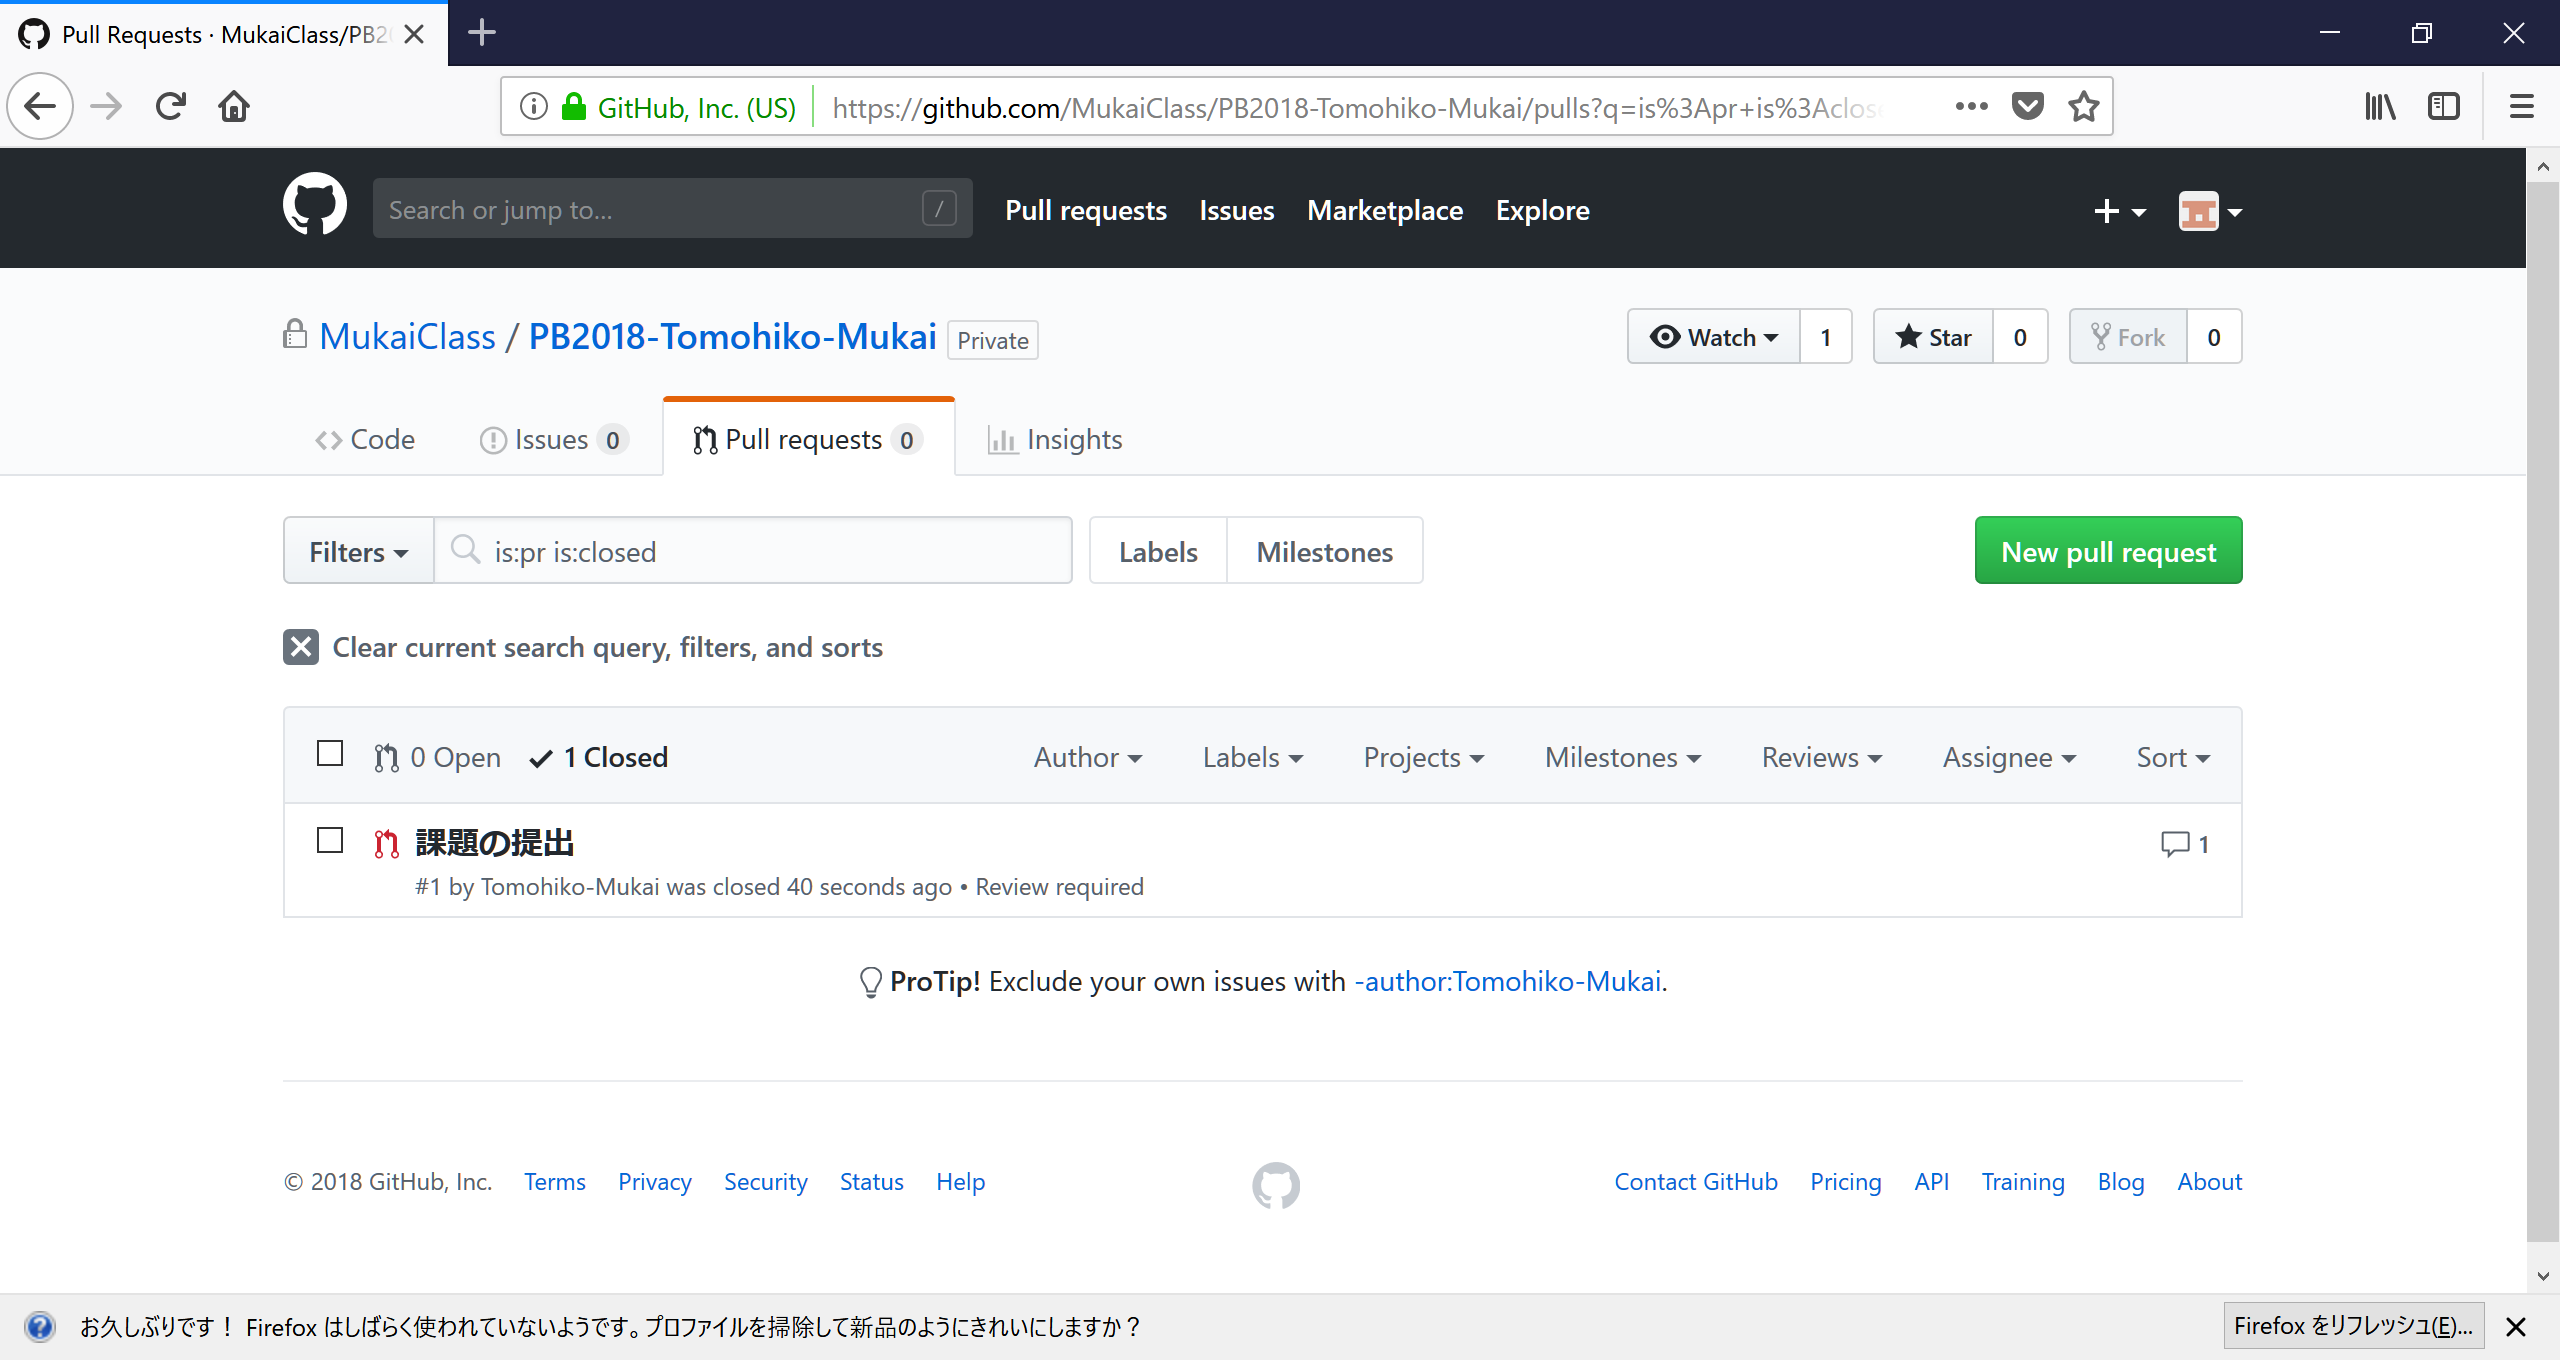 Pull Requests · MukaiClass/PB20
GitHub, Inc. (US) https://github.com/MukaiClass/PB2018-Tomohiko-Mukai/pulls?q=is%3Apr+is%3Aclose
Search or jump to... / Pull requests Issues Marketplace Explore
MukaiClass / PB2018-Tomohiko-Mukai Private Watch 1 Star 0 Fork 0
Code Issues 0 Pull requests 0 Insights
Filters is:pr is:closed Labels Milestones New pull request
Clear current search query, filters, and sorts
0 Open 1 Closed Author Labels Projects Milestones Reviews Assignee Sort
課題の提出 1
#1 by Tomohiko-Mukai was closed 40 seconds ago • Review required
ProTip! Exclude your own issues with -author:Tomohiko-Mukai.
© 2018 GitHub, Inc. Terms Privacy Security Status Help Contact GitHub Pricing API Training Blog About
お久しぶりです！ Firefox はしばらく使われていないようです。プロファイルを掃除して新品のようにきれいにしますか？ Firefox をリフレッシュ(E)...